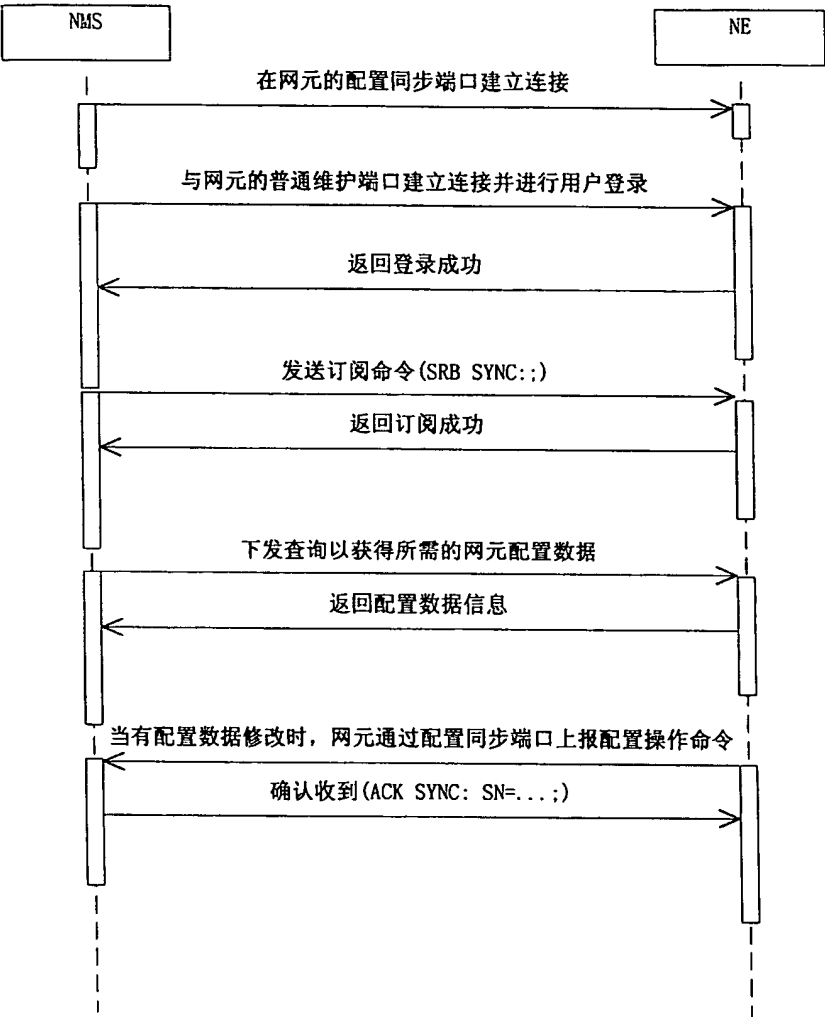 NMS
NE
在网元的配置同步端口建立连接
与网元的普通维护端口建立连接并进行用户登录
返回登录成功
发送订阅命令(SRB SYNC:;)
返回订阅成功
下发查询以获得所需的网元配置数据
返回配置数据信息
当有配置数据修改时，网元通过配置同步端口上报配置操作命令
确认收到(ACK SYNC: SN=...;)